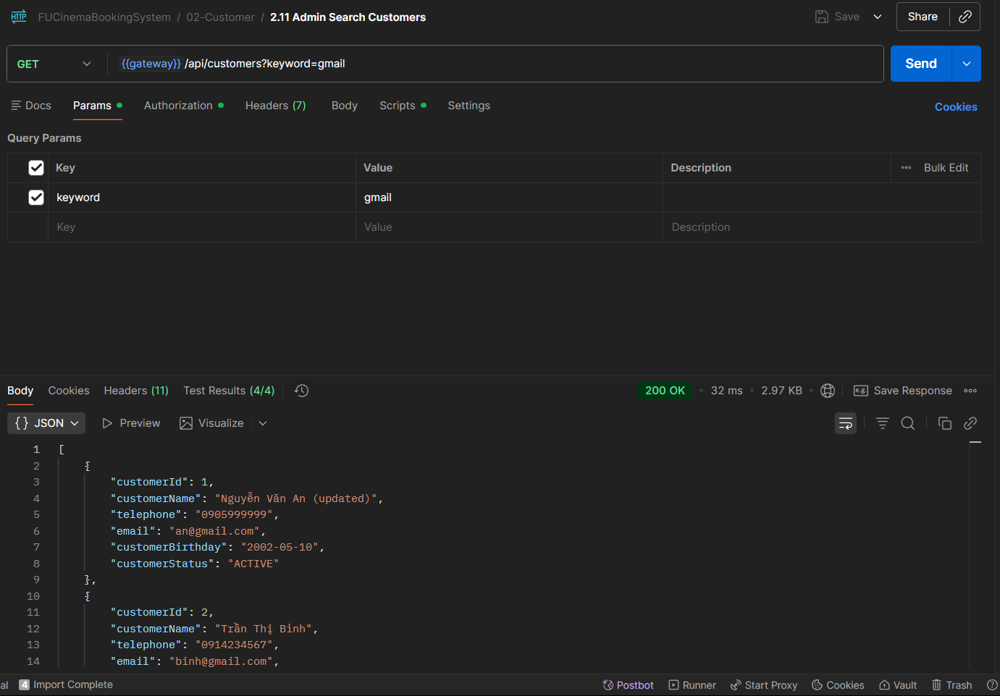 HTTP FUCinemaBookingSystem / 02-Customer / 2.11 Admin Search Customers Save Share
GET {{gateway}} /api/customers?keyword=gmail Send
Docs Params Authorization Headers (7) Body Scripts Settings Cookies
Query Params
Key Value Description Bulk Edit
keyword gmail
Key Value Description
Body Cookies Headers (11) Test Results (4/4) 200 OK 32 ms 2.97 KB e.g. Save Response
{} JSON Preview Visualize
1 [
2 {
3 "customerId": 1,
4 "customerName": "Nguyễn Văn An (updated)",
5 "telephone": "0905999999",
6 "email": "an@gmail.com",
7 "customerBirthday": "2002-05-10",
8 "customerStatus": "ACTIVE"
9 },
10 {
11 "customerId": 2,
12 "customerName": "Trần Thị Bình",
13 "telephone": "0914234567",
14 "email": "binh@gmail.com",
al 4 Import Complete Postbot Runner Start Proxy Cookies Vault Trash ?